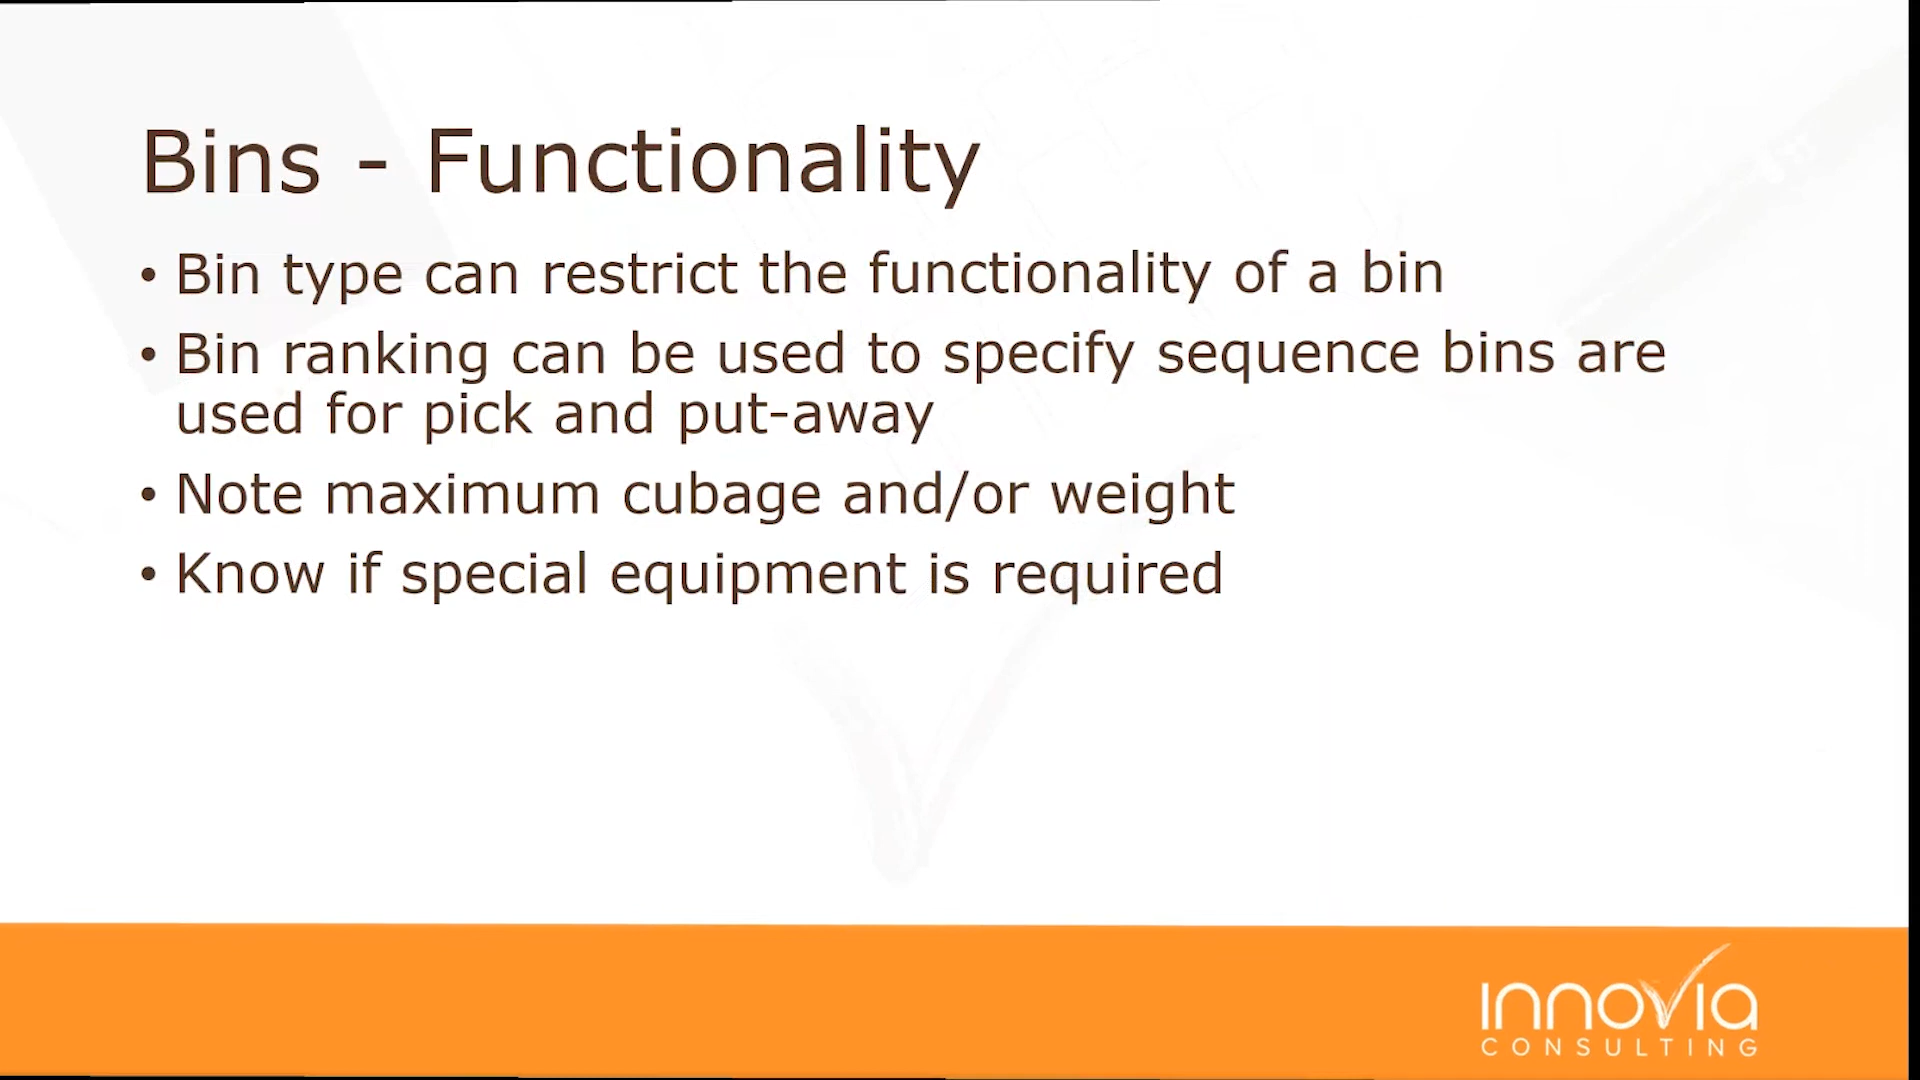 Bins - Functionality
• Bin type can restrict the functionality of a bin
• Bin ranking can be used to specify sequence bins are
used for pick and put-away
• Note maximum cubage and/or weight
• Know if special equipment is required
innovia
CONSULTING